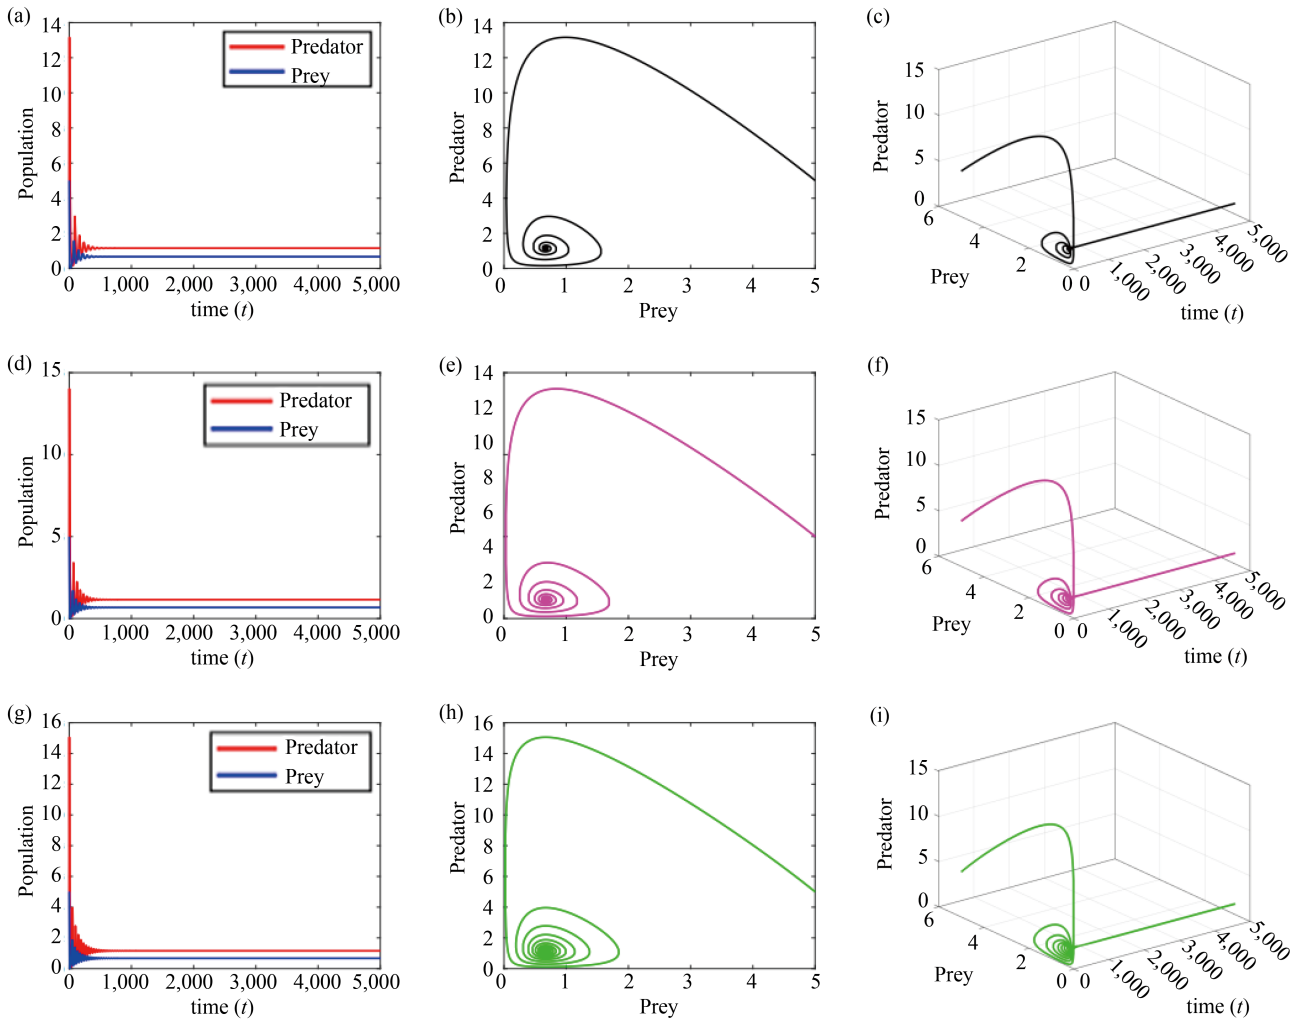 (a)
14
12
10
8
6
4
2
0
Population
Predator
Prey
0 1,000 2,000 3,000 4,000 5,000
time (t)
(b)
14
12
10
8
6
4
2
0
Predator
0 1 2 3 4 5
Prey
(c)
15
10
5
0
Predator
6
4
2
0
Prey
0
1,000
2,000
3,000
4,000
5,000
time (t)
(d)
15
10
5
0
Population
Predator
Prey
0 1,000 2,000 3,000 4,000 5,000
time (t)
(e)
14
12
10
8
6
4
2
0
Predator
0 1 2 3 4 5
Prey
(f)
15
10
5
0
Predator
6
4
2
0
Prey
0
1,000
2,000
3,000
4,000
5,000
time (t)
(g)
16
14
12
10
8
6
4
2
0
Population
Predator
Prey
0 1,000 2,000 3,000 4,000 5,000
time (t)
(h)
16
14
12
10
8
6
4
2
0
Predator
0 1 2 3 4 5
Prey
(i)
15
10
5
0
Predator
6
4
2
0
Prey
0
1,000
2,000
3,000
4,000
5,000
time (t)